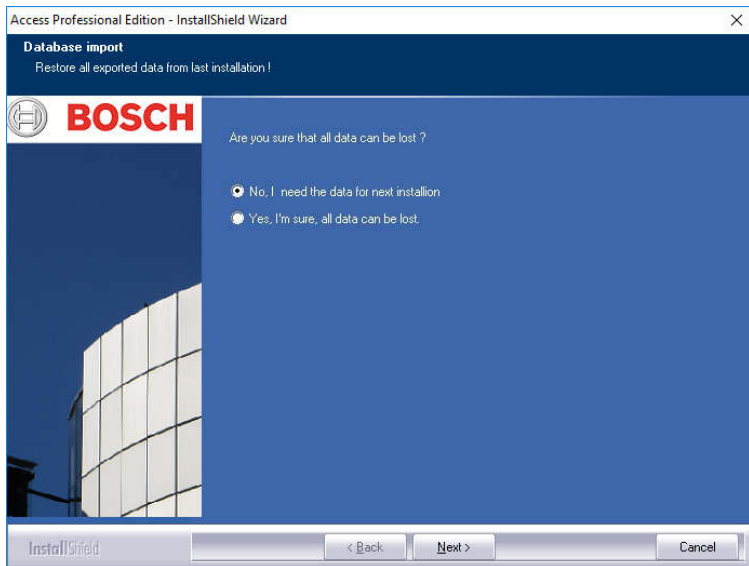 Access Professional Edition - InstallShield Wizard
Database import
Restore all exported data from last installation !
BOSCH
Are you sure that all data can be lost ?
No, I need the data for next installion
Yes, I'm sure, all data can be lost.
InstallShield
< Back
Next >
Cancel